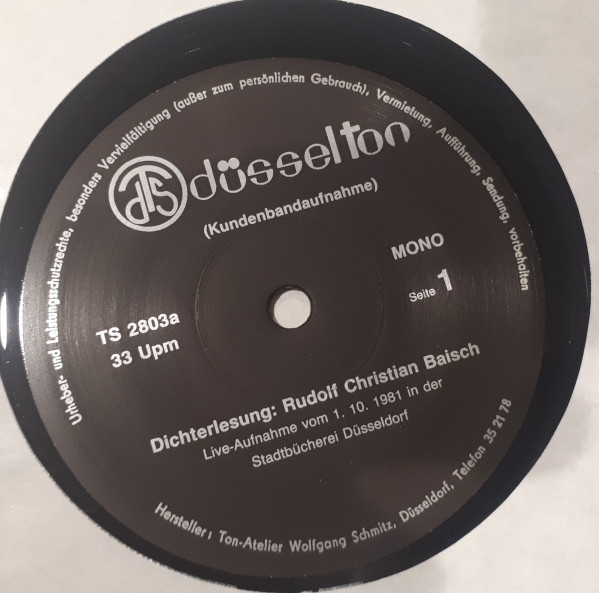 Urheber- und Leistungsschutzrechte, besonders Vervielfältigung (außer zum persönlichen Gebrauch), Vermietung, Aufführung, Sendung, vorbehalten
TS düsselton
(Kundenbandaufnahme)
MONO
Seite 1
TS 2803a
33 Upm
Dichterlesung: Rudolf Christian Baisch
Live-Aufnahme vom 1. 10. 1981 in der
Stadtbücherei Düsseldorf
Hersteller: Ton-Atelier Wolfgang Schmitz, Düsseldorf, Telefon 35 21 78